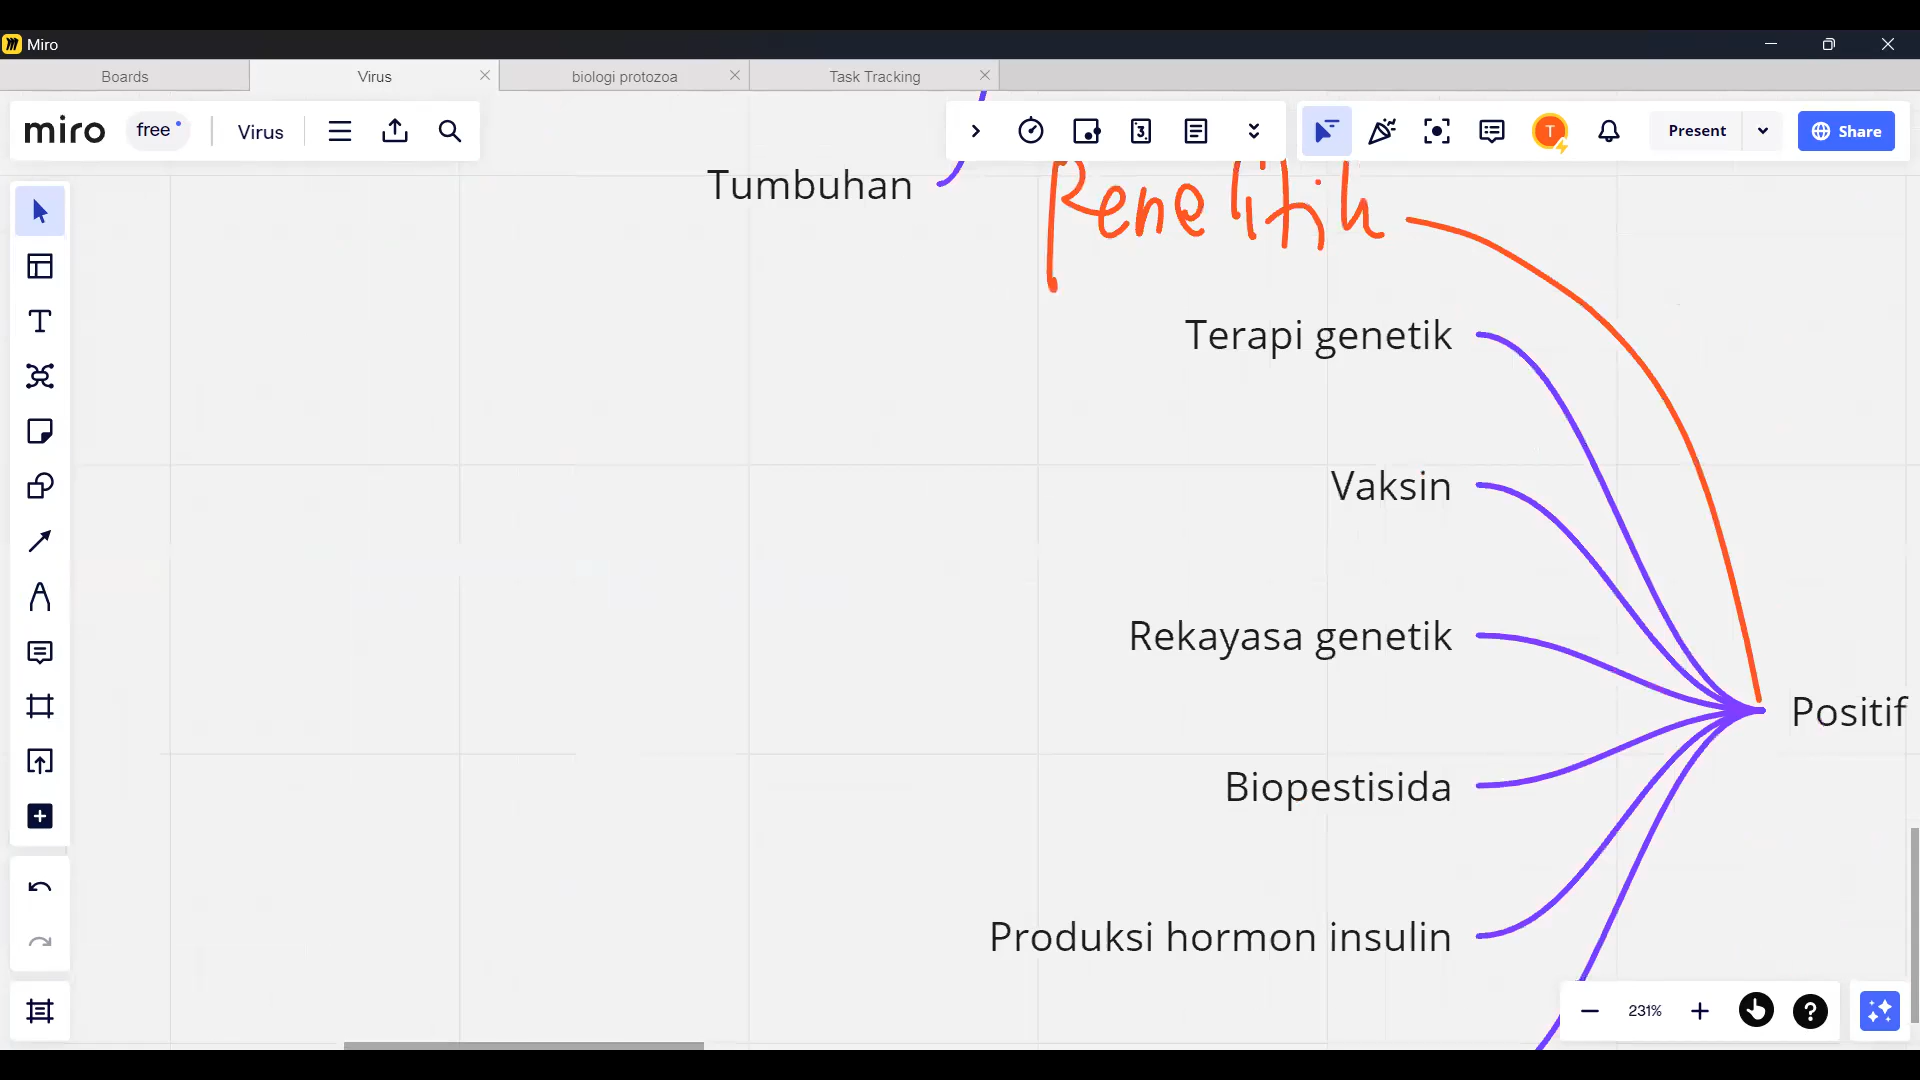 Miro
Boards
Virus
biologi protozoa
Task Tracking
miro
free
Virus
3
T
Present
Share
Tumbuhan
Penelitih
Terapi genetik
Vaksin
Rekayasa genetik
Positif
Biopestisida
Produksi hormon insulin
231%